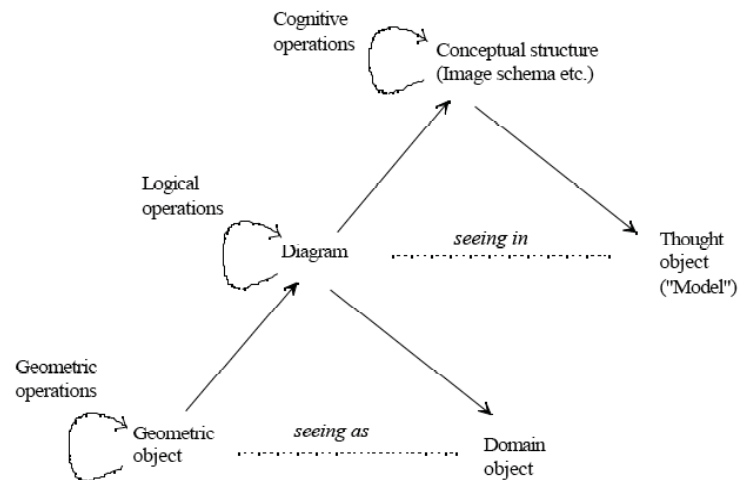 Cognitive
operations
Conceptual structure
(Image schema etc.)
Logical
operations
Diagram
seeing in
Thought
object
("Model")
Geometric
operations
Geometric
object
seeing as
Domain
object